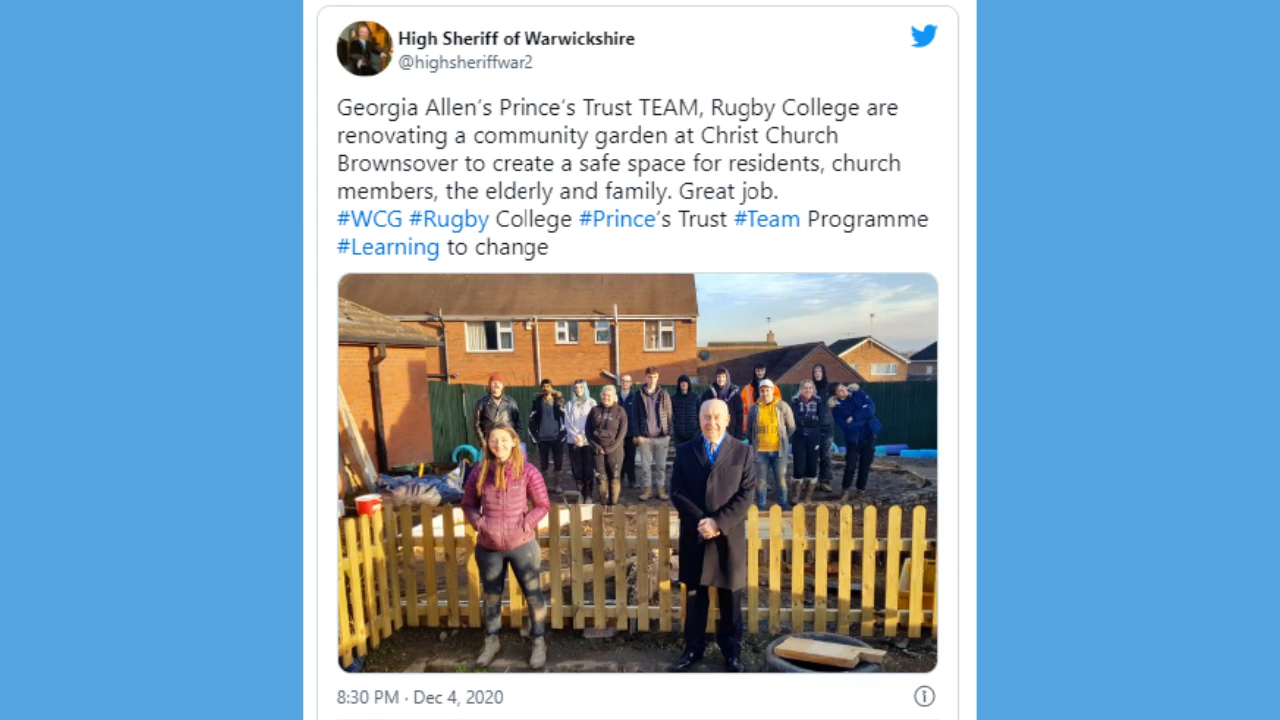 High Sheriff of Warwickshire
@highsheriffwar2
Georgia Allen's Prince's Trust TEAM, Rugby College are
renovating a community garden at Christ Church
Brownsover to create a safe space for residents, church
members, the elderly and family. Great job.
#WCG #Rugby College #Prince's Trust #Team Programme
#Learning to change
8:30 PM · Dec 4, 2020